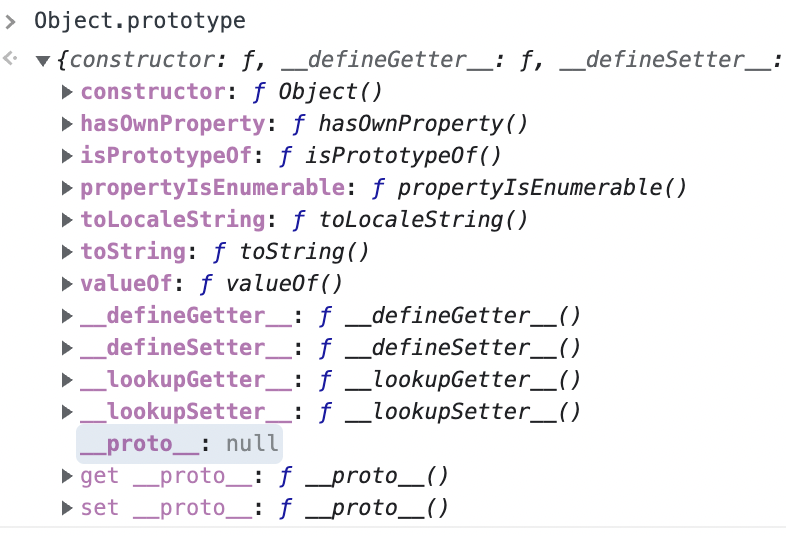 > Object.prototype
{constructor: ƒ, __defineGetter__: ƒ, __defineSetter__:
constructor: ƒ Object()
hasOwnProperty: ƒ hasOwnProperty()
isPrototypeOf: ƒ isPrototypeOf()
propertyIsEnumerable: ƒ propertyIsEnumerable()
toLocaleString: ƒ toLocaleString()
toString: ƒ toString()
valueOf: ƒ valueOf()
__defineGetter__: ƒ __defineGetter__()
__defineSetter__: ƒ __defineSetter__()
__lookupGetter__: ƒ __lookupGetter__()
__lookupSetter__: ƒ __lookupSetter__()
__proto__: null
get __proto__: ƒ __proto__()
set __proto__: ƒ __proto__()